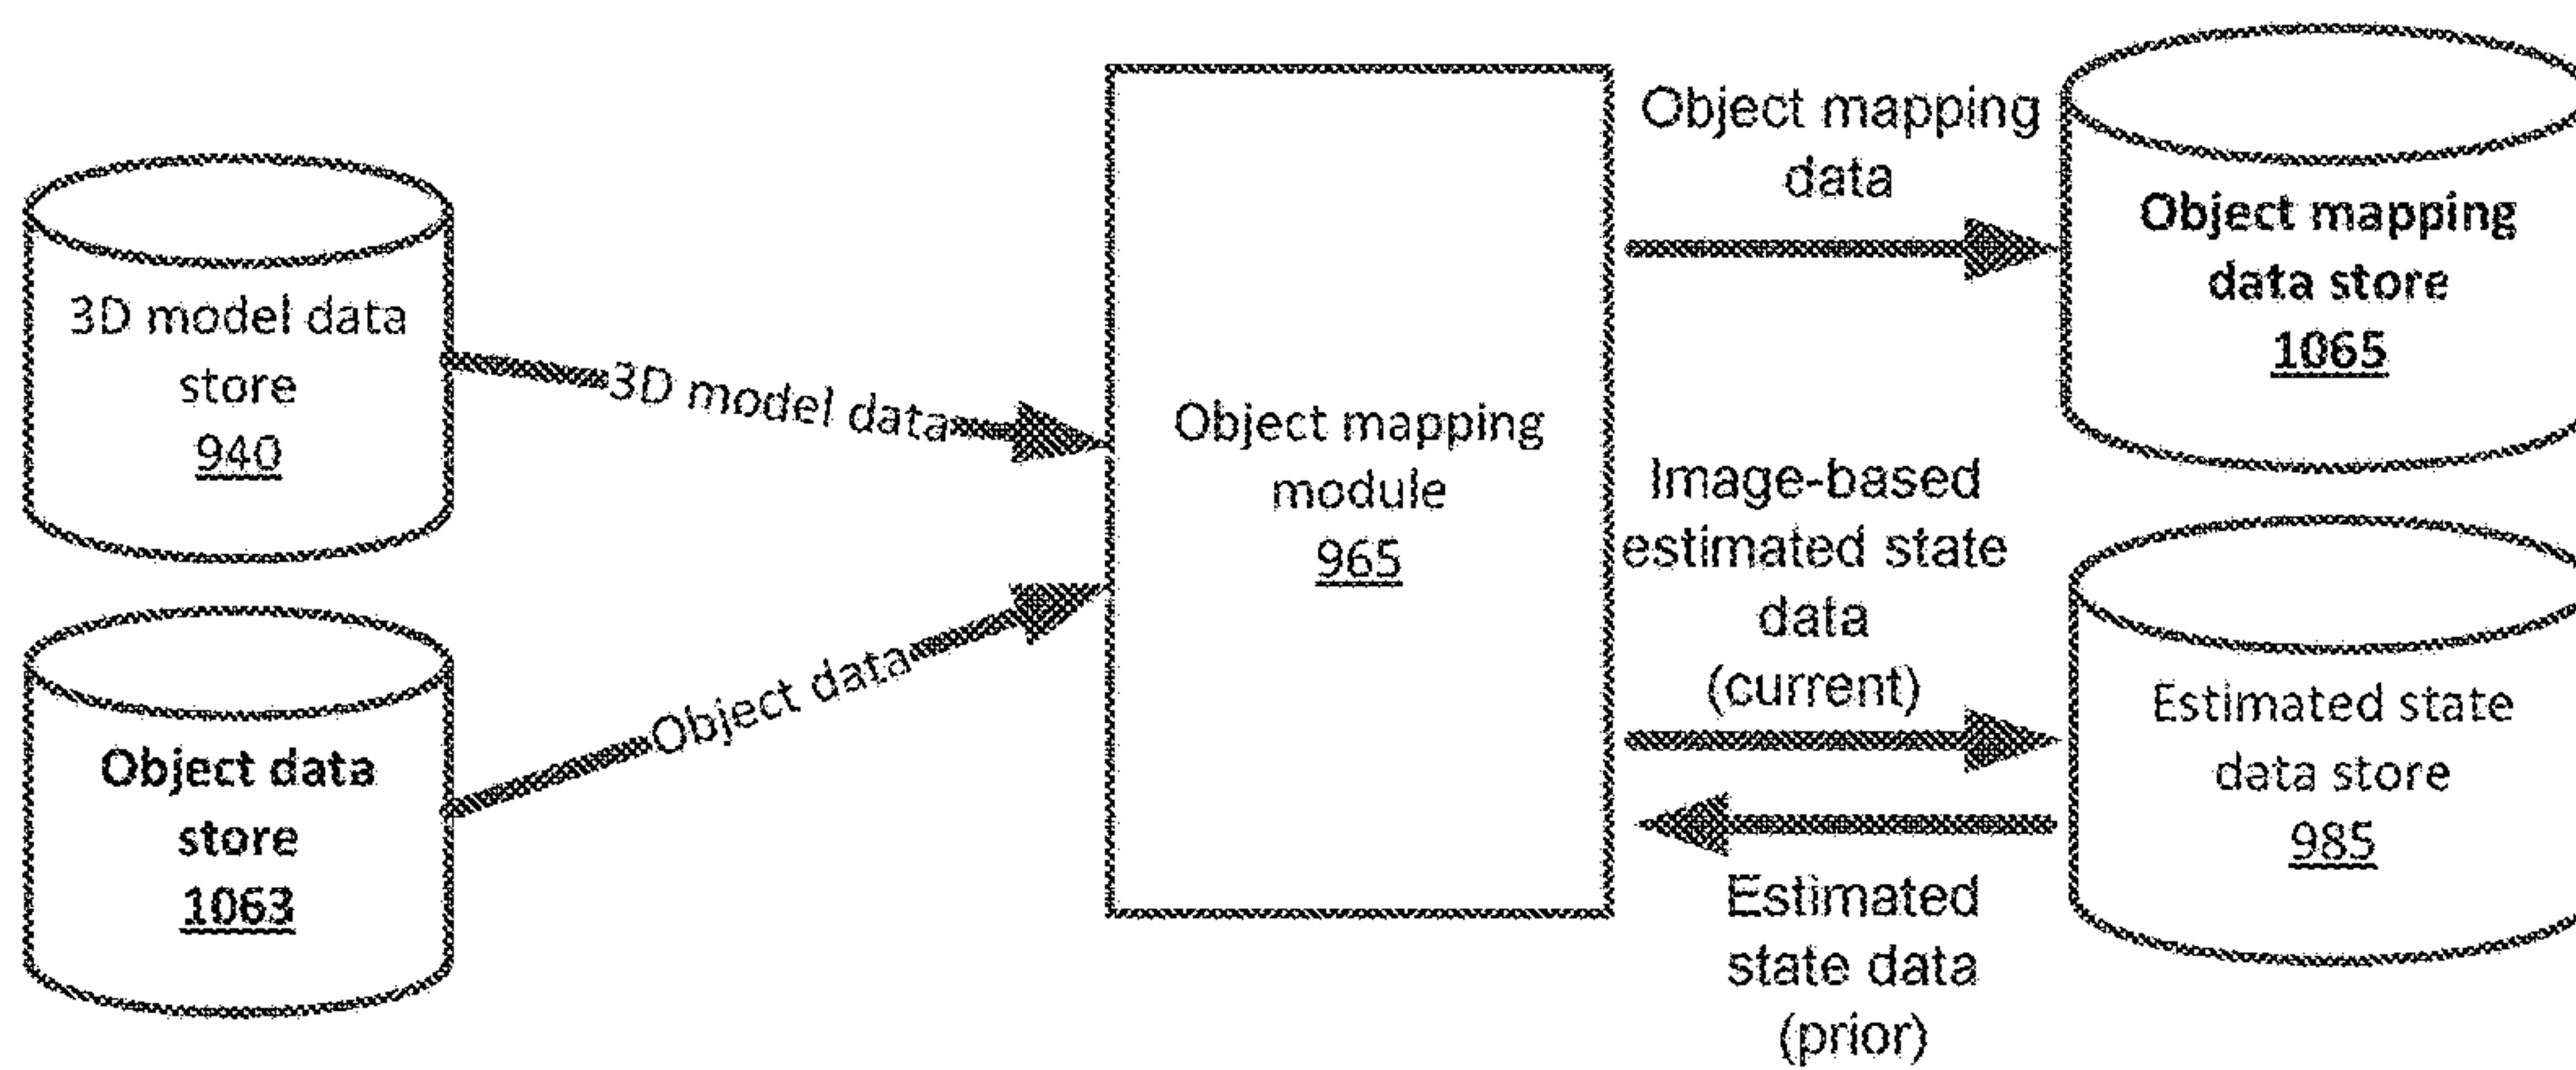 3D model data
store
940
Object data
store
1063
3D model data
Object data
Object mapping
module
965
Object mapping
data
Image-based
estimated state
data
(current)
Estimated
state data
(prior)
Object mapping
data store
1065
Estimated state
data store
985